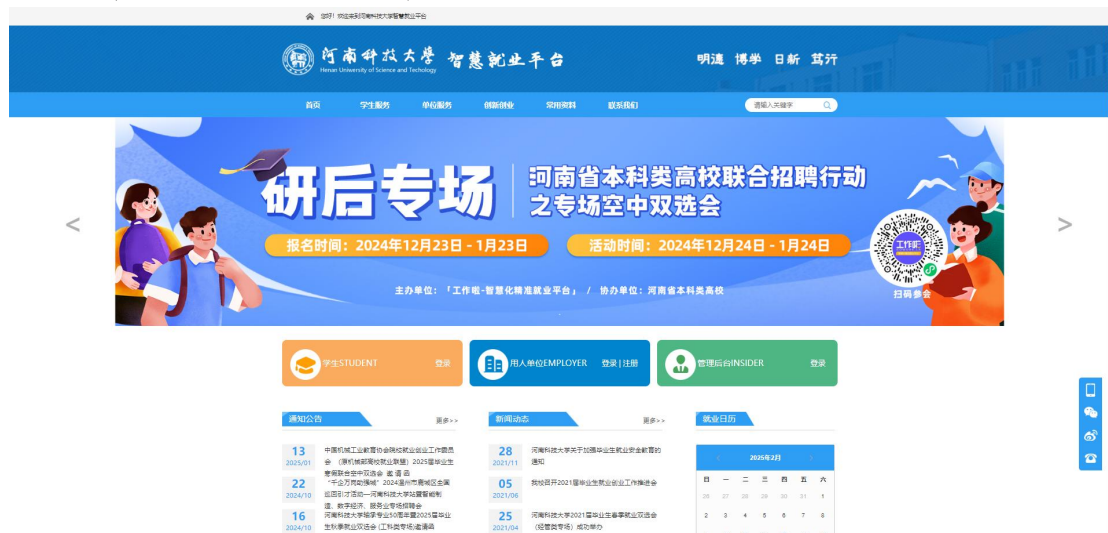 您好！欢迎来到河南科技大学智慧就业平台
河南科技大学 智慧就业平台
Henan University of Science and Technology
明德 博学 日新 笃行
首页 学生服务 单位服务 创新创业 常用资料 联系我们
请输入关键字
研后专场
河南省本科类高校联合招聘行动
之专场空中双选会
报名时间：2024年12月23日 - 1月23日
活动时间：2024年12月24日 - 1月24日
工作啦
扫码参会
主办单位：「工作啦-智慧化精准就业平台」 / 协办单位：河南省本科类高校
<
>
学生STUDENT 登录
用人单位EMPLOYER 登录 | 注册
管理后台INSIDER 登录
通知公告 更多>>
13
2025/01
中国机械工业教育协会院校就业创业工作委员
会 （原机械部高校就业联盟）2025届毕业生
寒假联合空中双选会 邀 请 函
22
2024/10
“千企万岗助强城” 2024温州市鹿城区全国
巡回引才活动—河南科技大学站暨智能制
造、数字经济、服务业专场招聘会
16
2024/10
河南科技大学轴承专业50周年暨2025届毕业
生秋季就业双选会 (工科类专场)邀请函
新闻动态 更多>>
28
2021/11
河南科技大学关于加强毕业生就业安全教育的
通知
05
2021/06
我校召开2021届毕业生就业创业工作推进会
25
2021/04
河南科技大学2021届毕业生春季就业双选会
（经管类专场）成功举办
就业日历
2025年2月
日 一 二 三 四 五 六
26 27 28 29 30 31 1
2 3 4 5 6 7 8